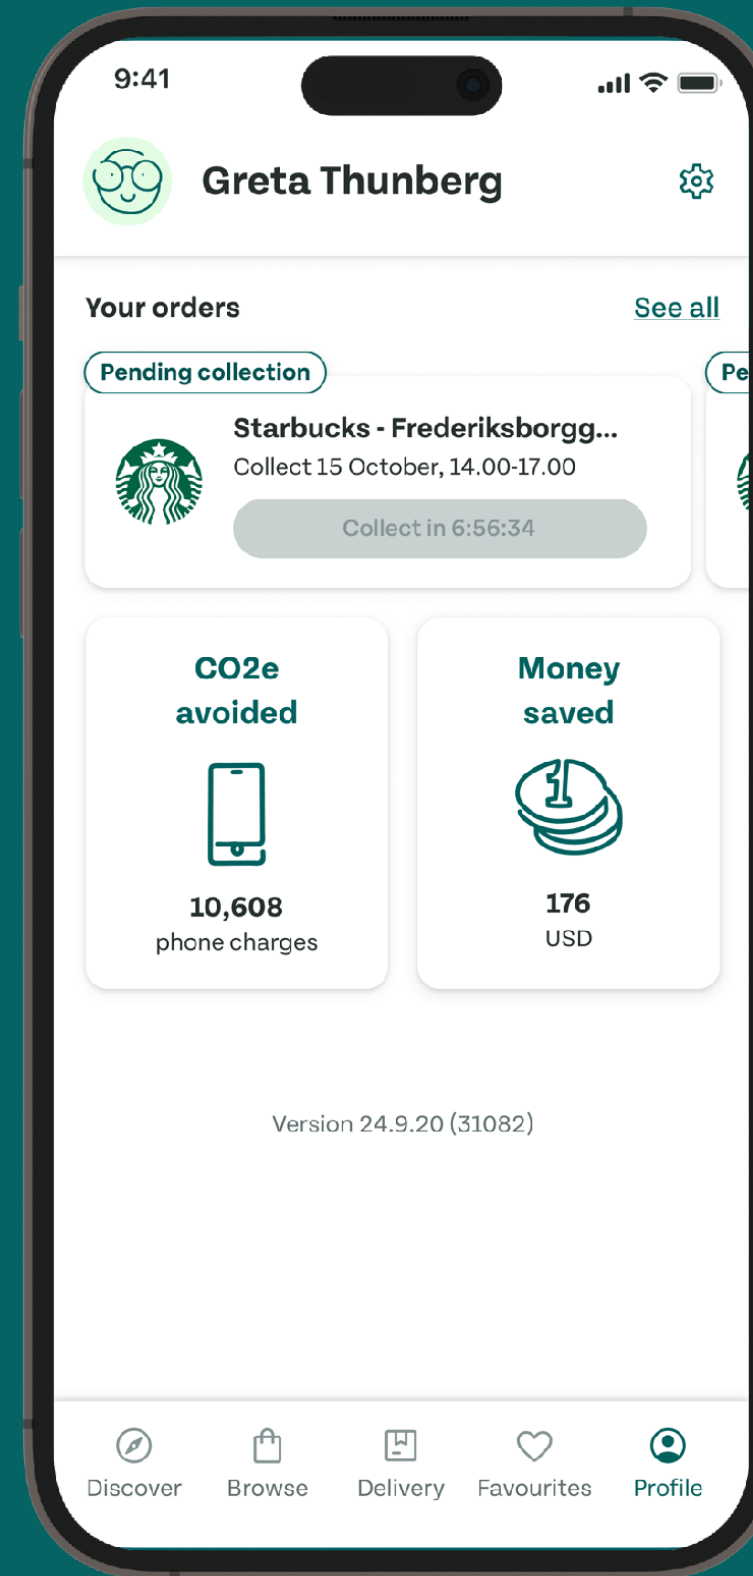 9:41
Greta Thunberg
Your orders
See all
Pending collection
Pe
Starbucks - Frederiksborgg...
Collect 15 October, 14.00-17.00
Collect in 6:56:34
CO2e
avoided
10,608
phone charges
Money
saved
1
176
USD
Version 24.9.20 (31082)
Discover
Browse
Delivery
Favourites
Profile